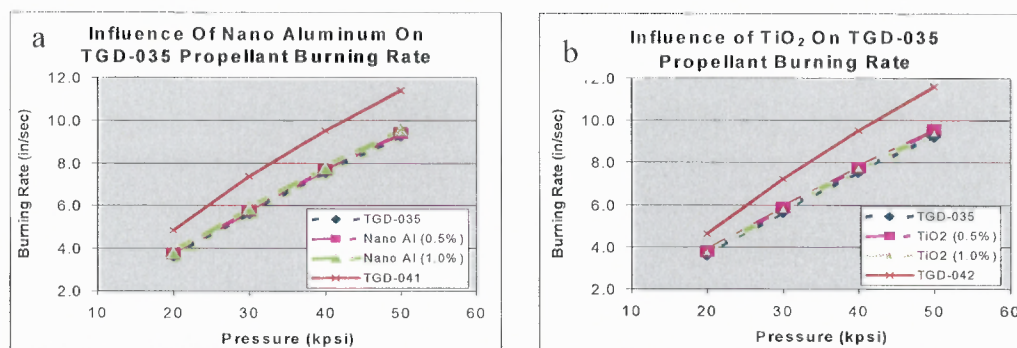 a
Influence Of Nano Aluminum On
TGD-035 Propellant Burning Rate
Burning Rate (in/sec)
12.0
10.0
8.0
6.0
4.0
2.0
TGD-035
Nano Al (0.5%)
Nano Al (1.0%)
TGD-041
10 20 30 40 50 60
Pressure (kpsi)
b
Influence of TiO₂ On TGD-035
Propellant Burning Rate
Burning Rate (in/sec)
12.0
10.0
8.0
6.0
4.0
2.0
TGD-035
TiO2 (0.5%)
TiO2 (1.0%)
TGD-042
10 20 30 40 50 60
Pressure (kpsi)